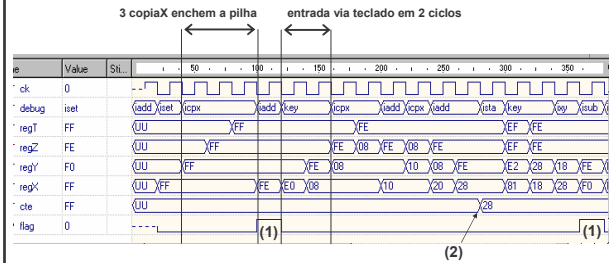 3 copiaX enchem a pilha entrada via teclado em 2 ciclos
e Value Sti... 50 100 150 200 250 300 350
ck 0
debug iset iadd iset icpx iadd key icpx iadd icpx iadd ista key ixy isub
regT FF UU FF FE EF FE
regZ FE UU FF FE 08 FE 08 FE EF FE
regY F0 UU FF FE 08 10 08 FE E2 28 18 FE
regX FF UU FF FE E0 08 10 20 28 81 18 28 F0
cte FF UU 28
flag 0 (1) (1)
(2)